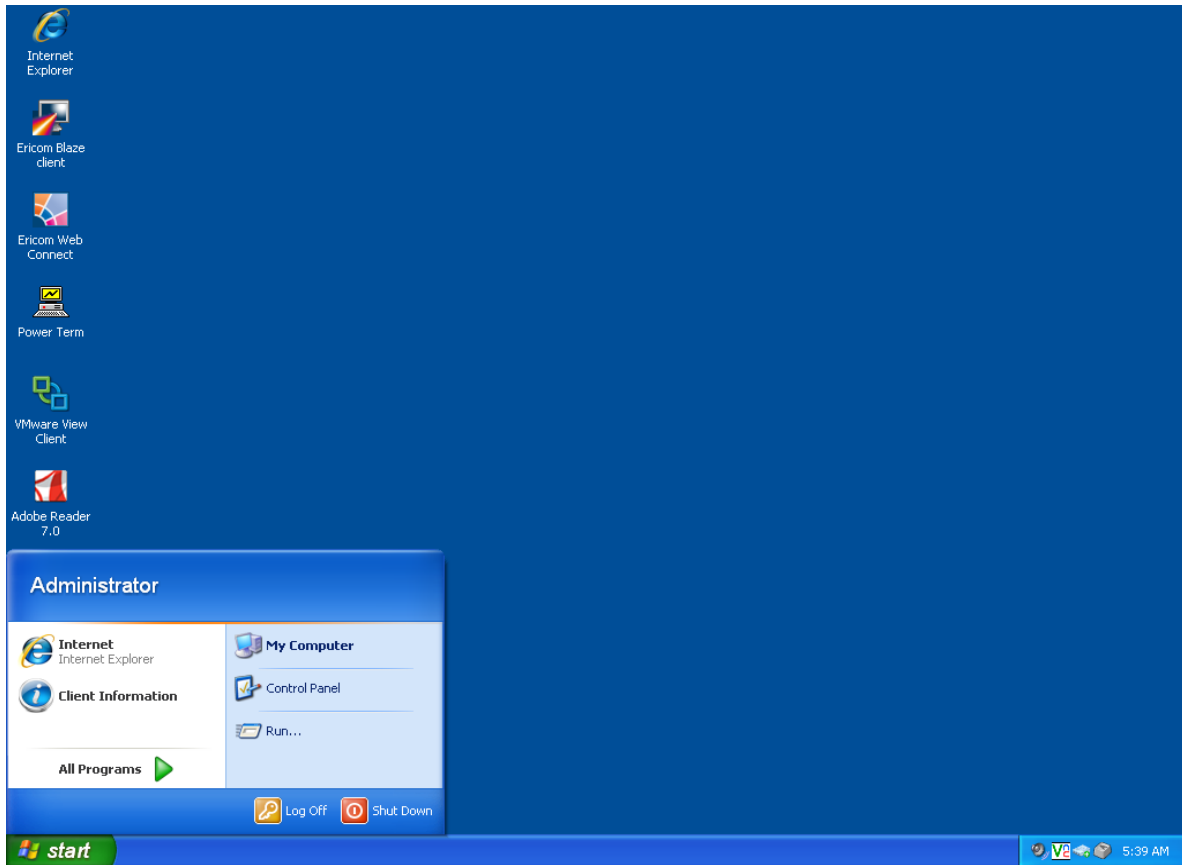 Internet
Explorer
Ericom Blaze
client
Ericom Web
Connect
Power Term
VMware View
Client
Adobe Reader
7.0
Administrator
Internet
Internet Explorer
Client Information
All Programs
My Computer
Control Panel
Run...
Log Off
Shut Down
start
5:39 AM